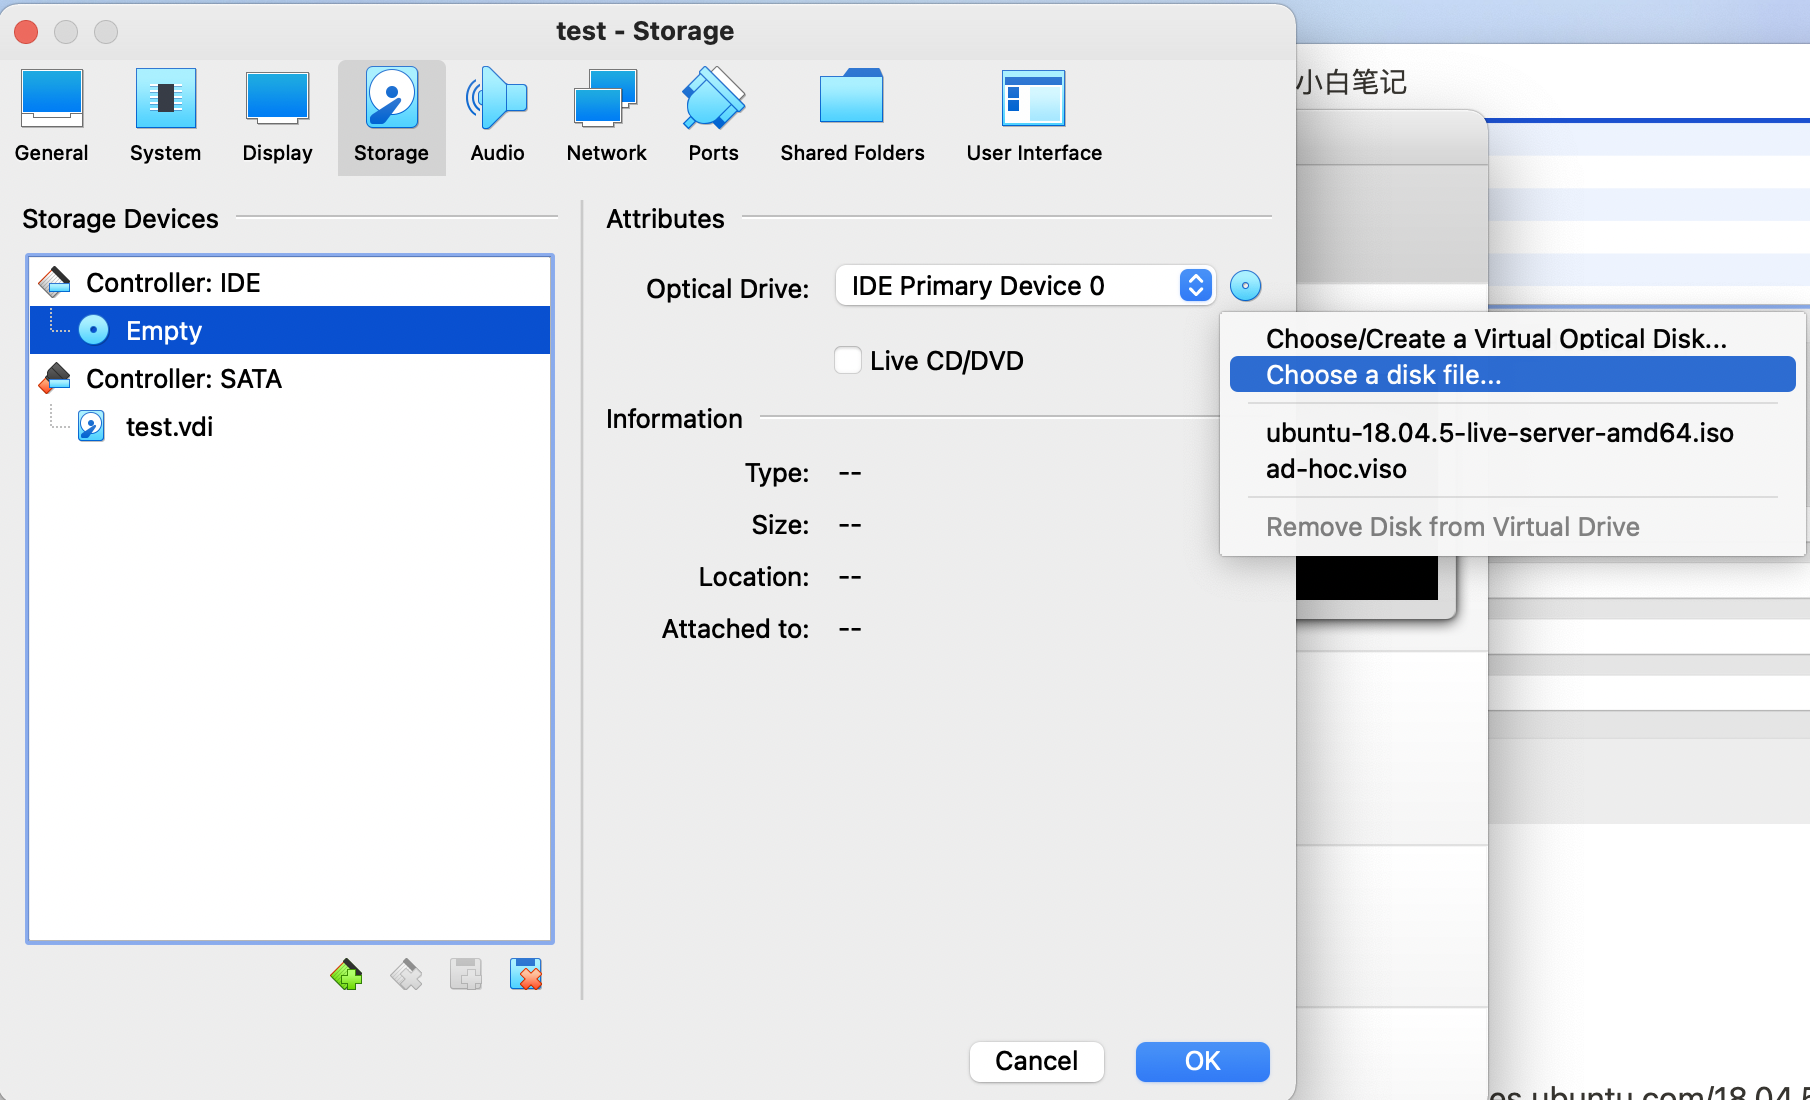 test - Storage
小白笔记
General
System
Display
Storage
Audio
Network
Ports
Shared Folders
User Interface
Storage Devices
Controller: IDE
Empty
Controller: SATA
test.vdi
Attributes
Optical Drive:
IDE Primary Device 0
Live CD/DVD
Information
Type:
--
Size:
--
Location:
--
Attached to:
--
Choose/Create a Virtual Optical Disk...
Choose a disk file...
ubuntu-18.04.5-live-server-amd64.iso
ad-hoc.viso
Remove Disk from Virtual Drive
Cancel
OK
es.ubuntu.com/18.04.5